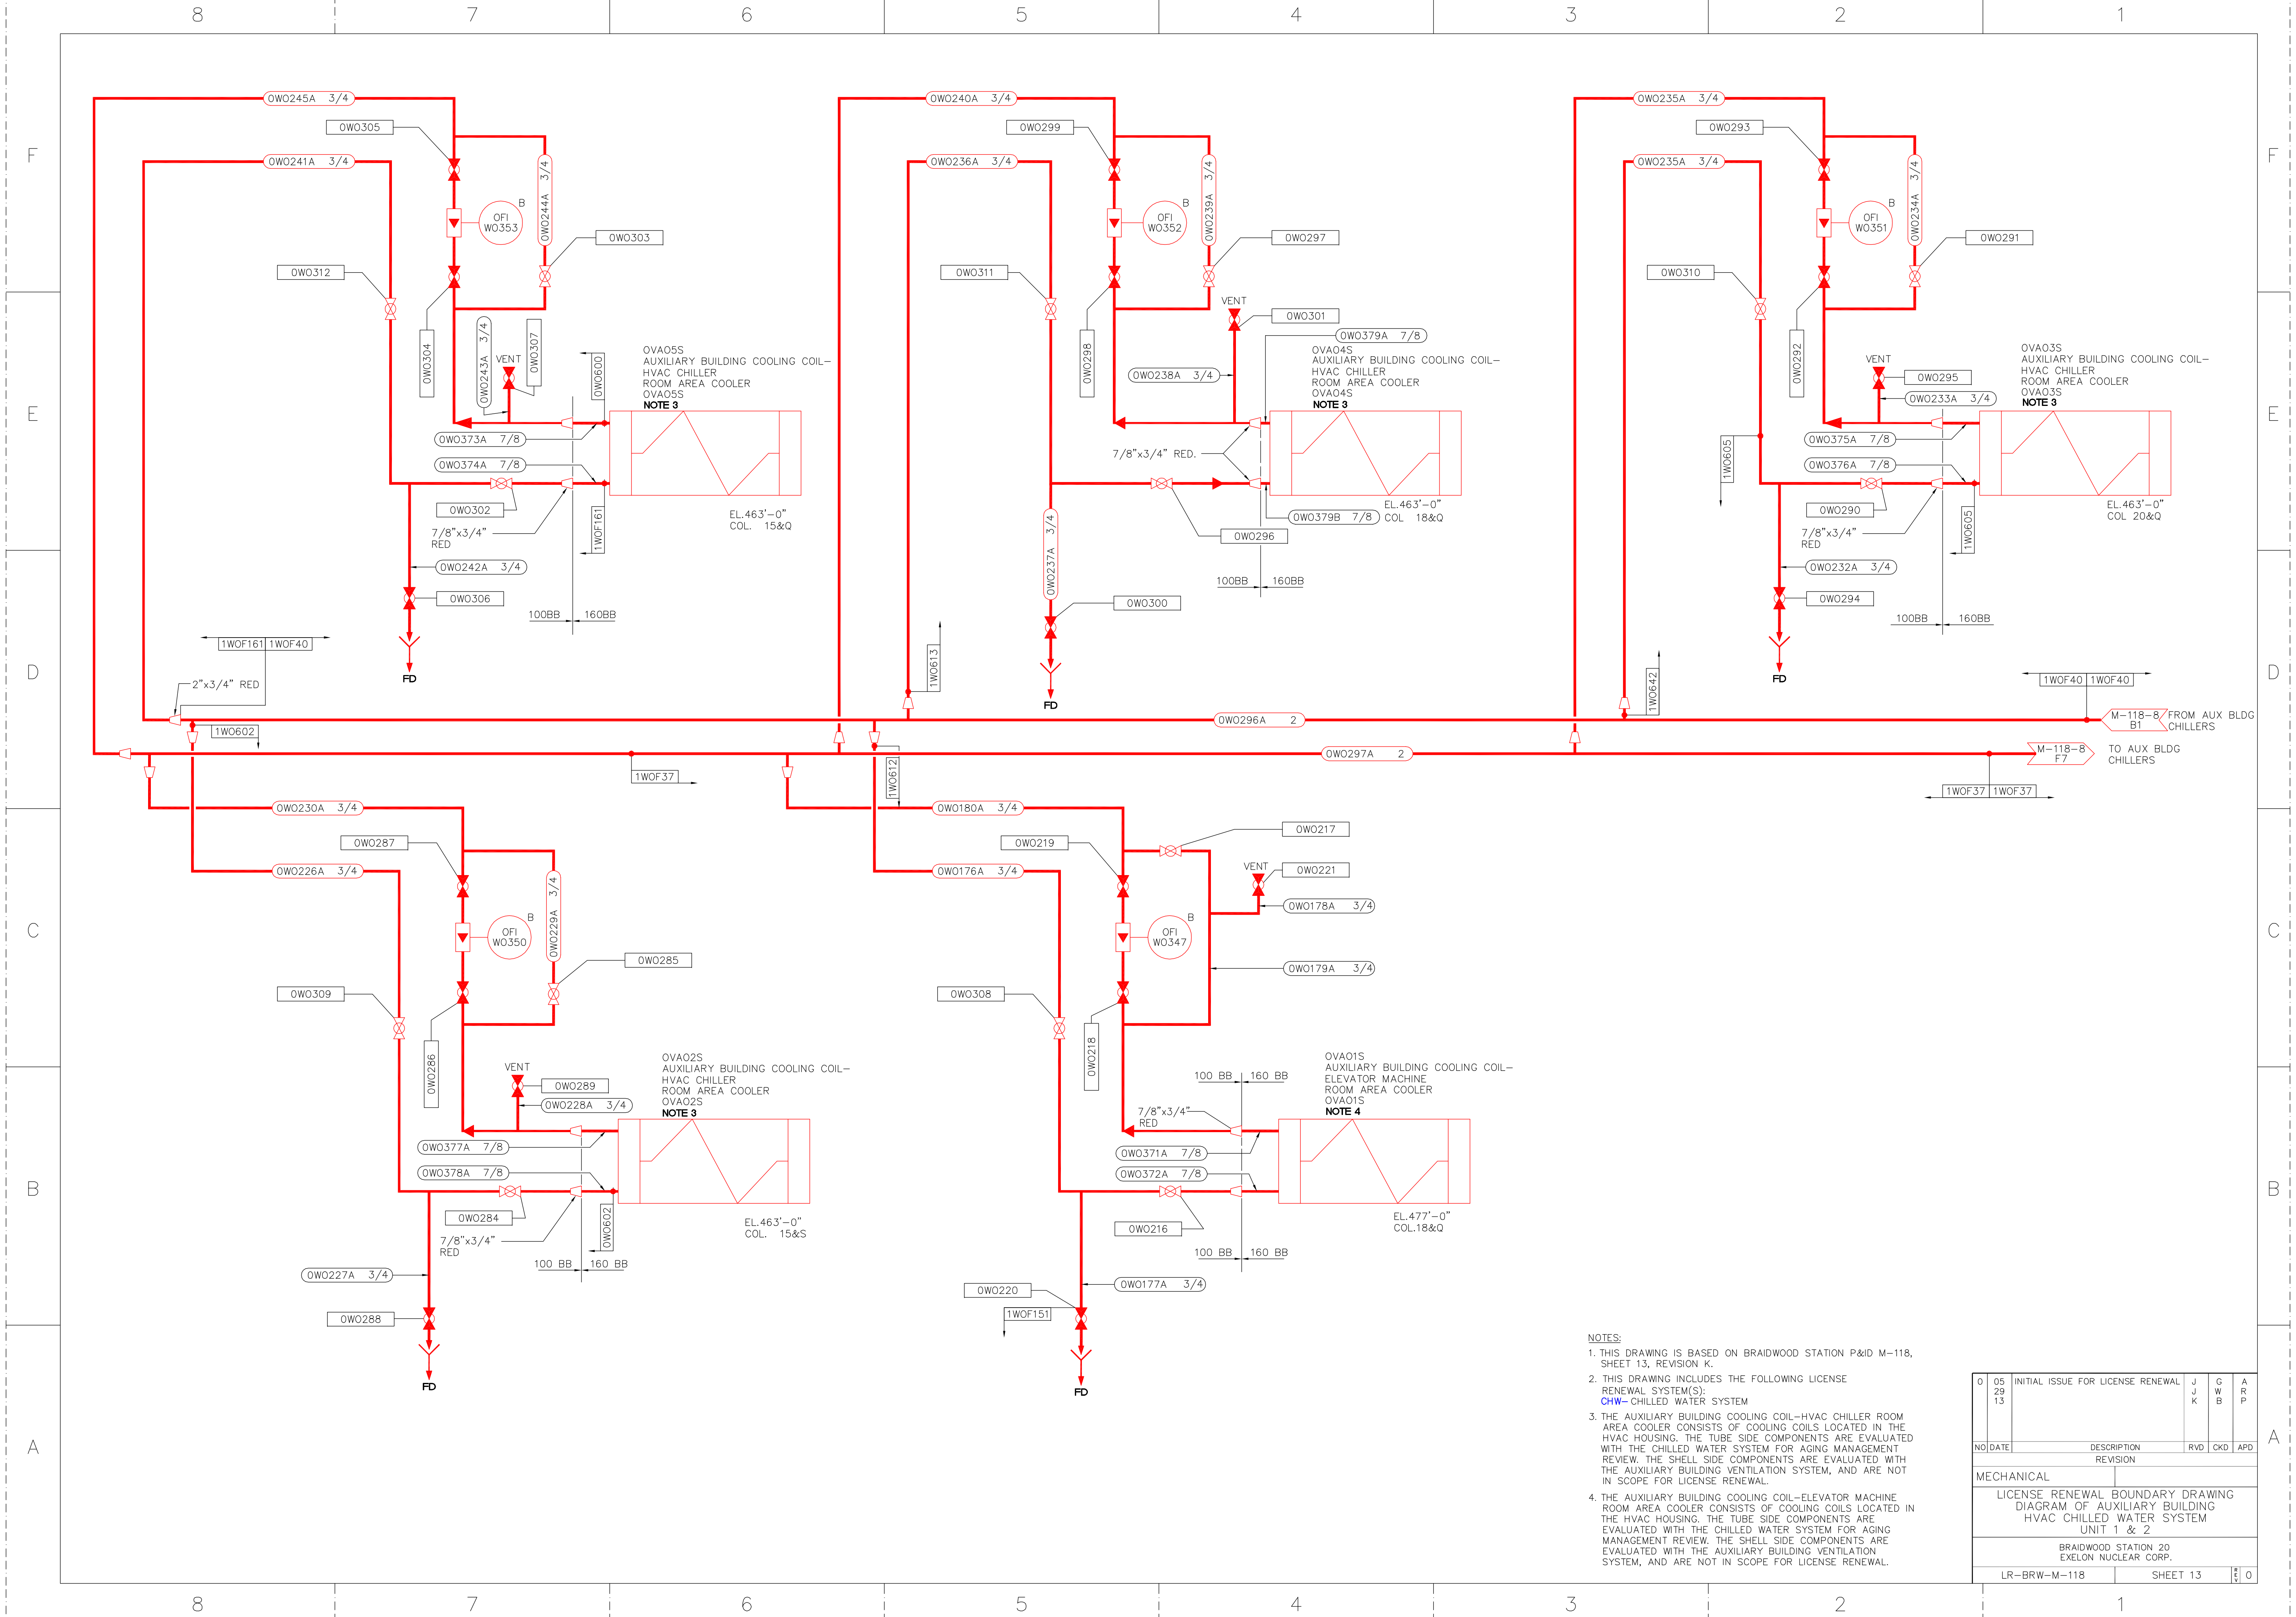 8 7 6 5 4 3 2 1
F
E
D
C
B
A
0WO245A 3/4
0WO305
0WO241A 3/4
0WO244A 3/4
B
OFI
WO353
0WO303
0WO312
0WO304
0WO243A 3/4
0WO307
VENT
0WO600
OVA05S
AUXILIARY BUILDING COOLING COIL–
HVAC CHILLER
ROOM AREA COOLER
OVA05S
NOTE 3
0WO373A 7/8
0WO374A 7/8
0WO302
7/8"x3/4"
RED
1WOF161
EL.463'-0"
COL. 15&Q
0WO242A 3/4
0WO306
100BB 160BB
FD
1WOF161 1WOF40
2"x3/4" RED
1WO602
0WO240A 3/4
0WO299
0WO236A 3/4
0WO239A 3/4
B
OFI
WO352
0WO297
0WO311
0WO298
VENT
0WO301
0WO379A 7/8
0WO238A 3/4
OVA04S
AUXILIARY BUILDING COOLING COIL–
HVAC CHILLER
ROOM AREA COOLER
OVA04S
NOTE 3
7/8"x3/4" RED.
EL.463'-0"
COL 18&Q
0WO379B 7/8
0WO296
0WO237A 3/4
100BB 160BB
0WO300
1WO613
FD
0WO235A 3/4
0WO293
0WO235A 3/4
0WO234A 3/4
B
OFI
WO351
0WO291
0WO310
0WO292
VENT
0WO295
0WO233A 3/4
OVA03S
AUXILIARY BUILDING COOLING COIL–
HVAC CHILLER
ROOM AREA COOLER
OVA03S
NOTE 3
1WO605
0WO375A 7/8
0WO376A 7/8
0WO290
7/8"x3/4"
RED
1WO605
EL.463'-0"
COL 20&Q
0WO232A 3/4
0WO294
100BB 160BB
FD
1WO642
1WOF40 1WOF40
0WO296A 2
M-118-8
B1
FROM AUX BLDG
CHILLERS
0WO297A 2
M-118-8
F7
TO AUX BLDG
CHILLERS
1WOF37
1WO612
1WOF37 1WOF37
0WO230A 3/4
0WO287
0WO226A 3/4
0WO229A 3/4
B
OFI
WO350
0WO285
0WO309
0WO286
VENT
0WO289
0WO228A 3/4
OVA02S
AUXILIARY BUILDING COOLING COIL–
HVAC CHILLER
ROOM AREA COOLER
OVA02S
NOTE 3
0WO377A 7/8
0WO378A 7/8
0WO284
7/8"x3/4"
RED
0WO602
EL.463'-0"
COL. 15&S
100 BB 160 BB
0WO227A 3/4
0WO288
FD
0WO180A 3/4
0WO217
0WO219
0WO176A 3/4
VENT
0WO221
0WO178A 3/4
B
OFI
WO347
0WO179A 3/4
0WO308
0WO218
100 BB 160 BB
7/8"x3/4"
RED
OVA01S
AUXILIARY BUILDING COOLING COIL–
ELEVATOR MACHINE
ROOM AREA COOLER
OVA01S
NOTE 4
0WO371A 7/8
0WO372A 7/8
0WO216
EL.477'-0"
COL.18&Q
100 BB 160 BB
0WO177A 3/4
0WO220
1WOF151
FD
NOTES:
1. THIS DRAWING IS BASED ON BRAIDWOOD STATION P&ID M-118,
SHEET 13, REVISION K.
2. THIS DRAWING INCLUDES THE FOLLOWING LICENSE
RENEWAL SYSTEM(S):
CHW– CHILLED WATER SYSTEM
3. THE AUXILIARY BUILDING COOLING COIL-HVAC CHILLER ROOM
AREA COOLER CONSISTS OF COOLING COILS LOCATED IN THE
HVAC HOUSING. THE TUBE SIDE COMPONENTS ARE EVALUATED
WITH THE CHILLED WATER SYSTEM FOR AGING MANAGEMENT
REVIEW. THE SHELL SIDE COMPONENTS ARE EVALUATED WITH
THE AUXILIARY BUILDING VENTILATION SYSTEM, AND ARE NOT
IN SCOPE FOR LICENSE RENEWAL.
4. THE AUXILIARY BUILDING COOLING COIL-ELEVATOR MACHINE
ROOM AREA COOLER CONSISTS OF COOLING COILS LOCATED IN
THE HVAC HOUSING. THE TUBE SIDE COMPONENTS ARE
EVALUATED WITH THE CHILLED WATER SYSTEM FOR AGING
MANAGEMENT REVIEW. THE SHELL SIDE COMPONENTS ARE
EVALUATED WITH THE AUXILIARY BUILDING VENTILATION
SYSTEM, AND ARE NOT IN SCOPE FOR LICENSE RENEWAL.
0 05 INITIAL ISSUE FOR LICENSE RENEWAL J G A
29 J W R
13 K B P
NO DATE DESCRIPTION RVD CKD APD
REVISION
MECHANICAL
LICENSE RENEWAL BOUNDARY DRAWING
DIAGRAM OF AUXILIARY BUILDING
HVAC CHILLED WATER SYSTEM
UNIT 1 & 2
BRAIDWOOD STATION 20
EXELON NUCLEAR CORP.
LR-BRW-M-118 SHEET 13 REV 0
F
E
D
C
B
A
8 7 6 5 4 3 2 1